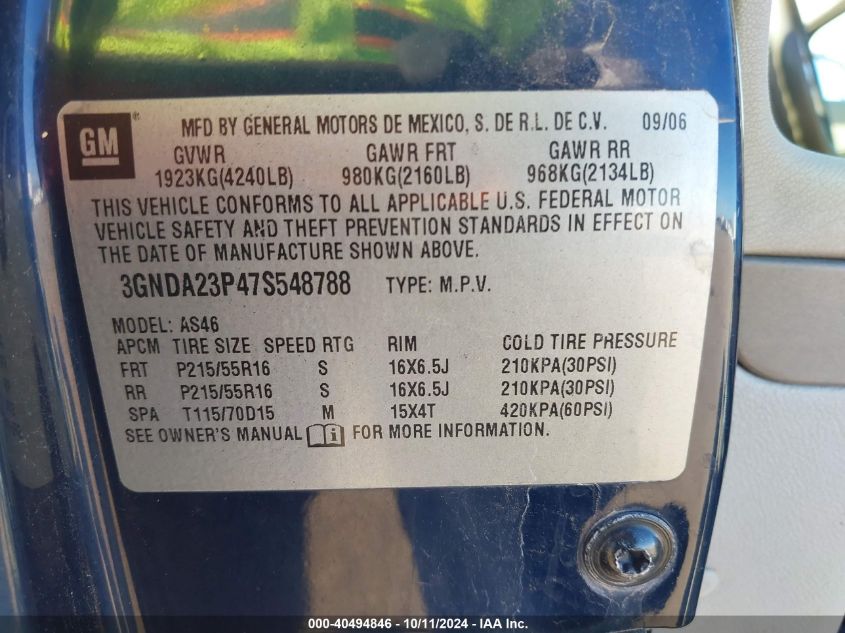 GM ® MFD BY GENERAL MOTORS DE MEXICO, S. DE R.L. DE C.V. 09/06
GVWR GAWR FRT GAWR RR
1923KG(4240LB) 980KG(2160LB) 968KG(2134LB)
THIS VEHICLE CONFORMS TO ALL APPLICABLE U.S. FEDERAL MOTOR
VEHICLE SAFETY AND THEFT PREVENTION STANDARDS IN EFFECT ON
THE DATE OF MANUFACTURE SHOWN ABOVE.
3GNDA23P47S548788 TYPE: M.P.V.
MODEL: AS46
APCM TIRE SIZE SPEED RTG RIM COLD TIRE PRESSURE
FRT P215/55R16 S 16X6.5J 210KPA(30PSI)
RR P215/55R16 S 16X6.5J 210KPA(30PSI)
SPA T115/70D15 M 15X4T 420KPA(60PSI)
SEE OWNER'S MANUAL i FOR MORE INFORMATION.
000-40494846 - 10/11/2024 - IAA Inc.